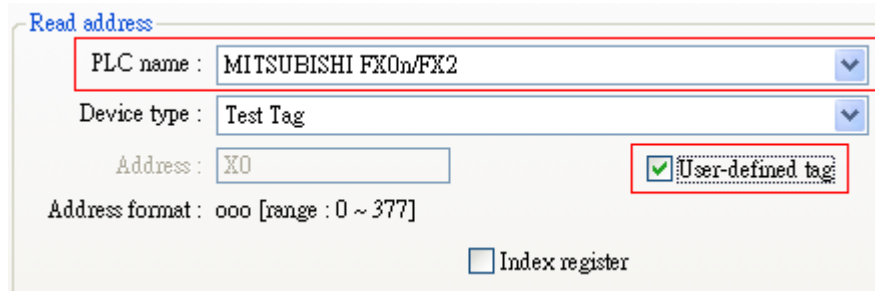 Read address
PLC name : MITSUBISHI FX0n/FX2
Device type : Test Tag
Address : X0 User-defined tag
Address format : ooo [range : 0 ~ 377]
Index register